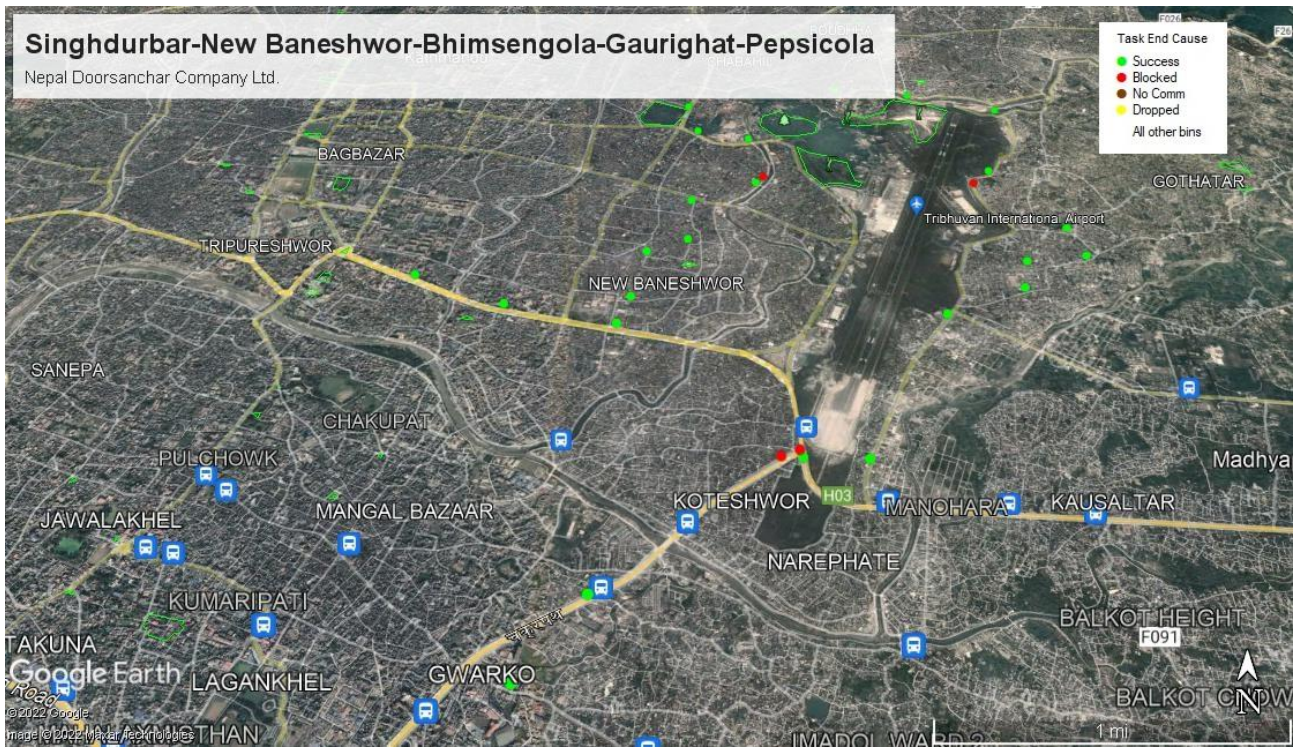 Singhdurbar-New Baneshwor-Bhimsengola-Gaurighat-Pepsicola
Nepal Doorsanchar Company Ltd.
Task End Cause
Success
Blocked
No Comm
Dropped
All other bins
F026
BAGBAZAR
GOTHATAR
Tribhuvan International Airport
TRIPURESHWOR
NEW BANESHWOR
SANEPA
CHAKUPAT
PULCHOWK
Madhya
KOTESHWOR
H03
MANOHARA
KAUSALTAR
MANGAL BAZAAR
JAWALAKHEL
NAREPHATE
KUMARIPATI
BALKOT HEIGHT
F091
TAKUNA
Google Earth
GWARKO
LAGANKHEL
Road
N
© 2022 Google
Image © 2022 Maxar Technologies
1 mi